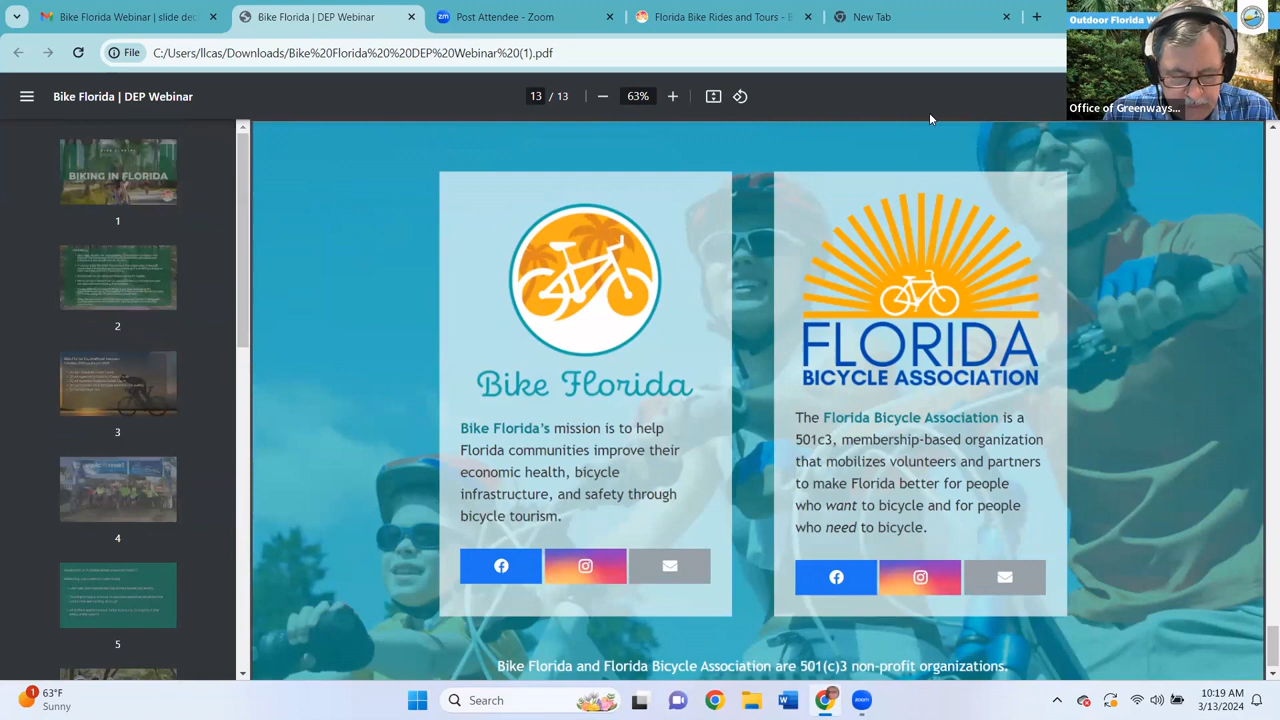 Bike Florida Webinar | slide dec
Bike Florida | DEP Webinar
Post Attendee - Zoom
Florida Bike Rides and Tours - B
New Tab
Outdoor Florida W
File
C:/Users/llcas/Downloads/Bike%20Florida%20%20DEP%20Webinar%20(1).pdf
Bike Florida | DEP Webinar
13 / 13
63%
Office of Greenways...
BIKING IN FLORIDA
1
2
3
4
5
Bike Florida
Bike Florida's mission is to help
Florida communities improve their
economic health, bicycle
infrastructure, and safety through
bicycle tourism.
FLORIDA
BICYCLE ASSOCIATION
The Florida Bicycle Association is a
501c3, membership-based organization
that mobilizes volunteers and partners
to make Florida better for people
who want to bicycle and for people
who need to bicycle.
Bike Florida and Florida Bicycle Association are 501(c)3 non-profit organizations.
1
63°F
Sunny
Search
zoom
10:19 AM
3/13/2024